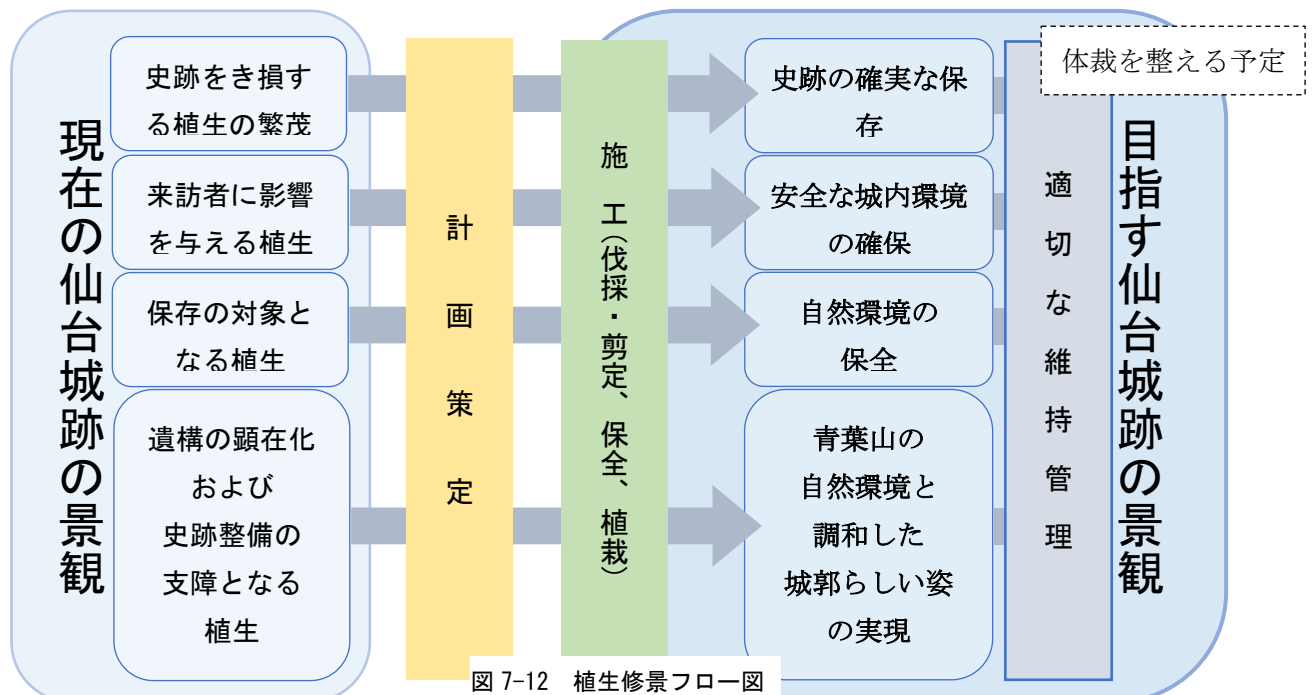 体裁を整える予定
現在の仙台城跡の景観
史跡をき損す
る植生の繁茂
来訪者に影響
を与える植生
保存の対象と
なる植生
遺構の顕在化
および
史跡整備の
支障となる
植生
計画策定
施 工(伐採・剪定、保全、植栽)
史跡の確実な保
存
安全な城内環境
の確保
自然環境の
保全
青葉山の
自然環境と
調和した
城郭らしい姿
の実現
適切な維持管理
目指す仙台城跡の景観
図 7-12 植生修景フロー図